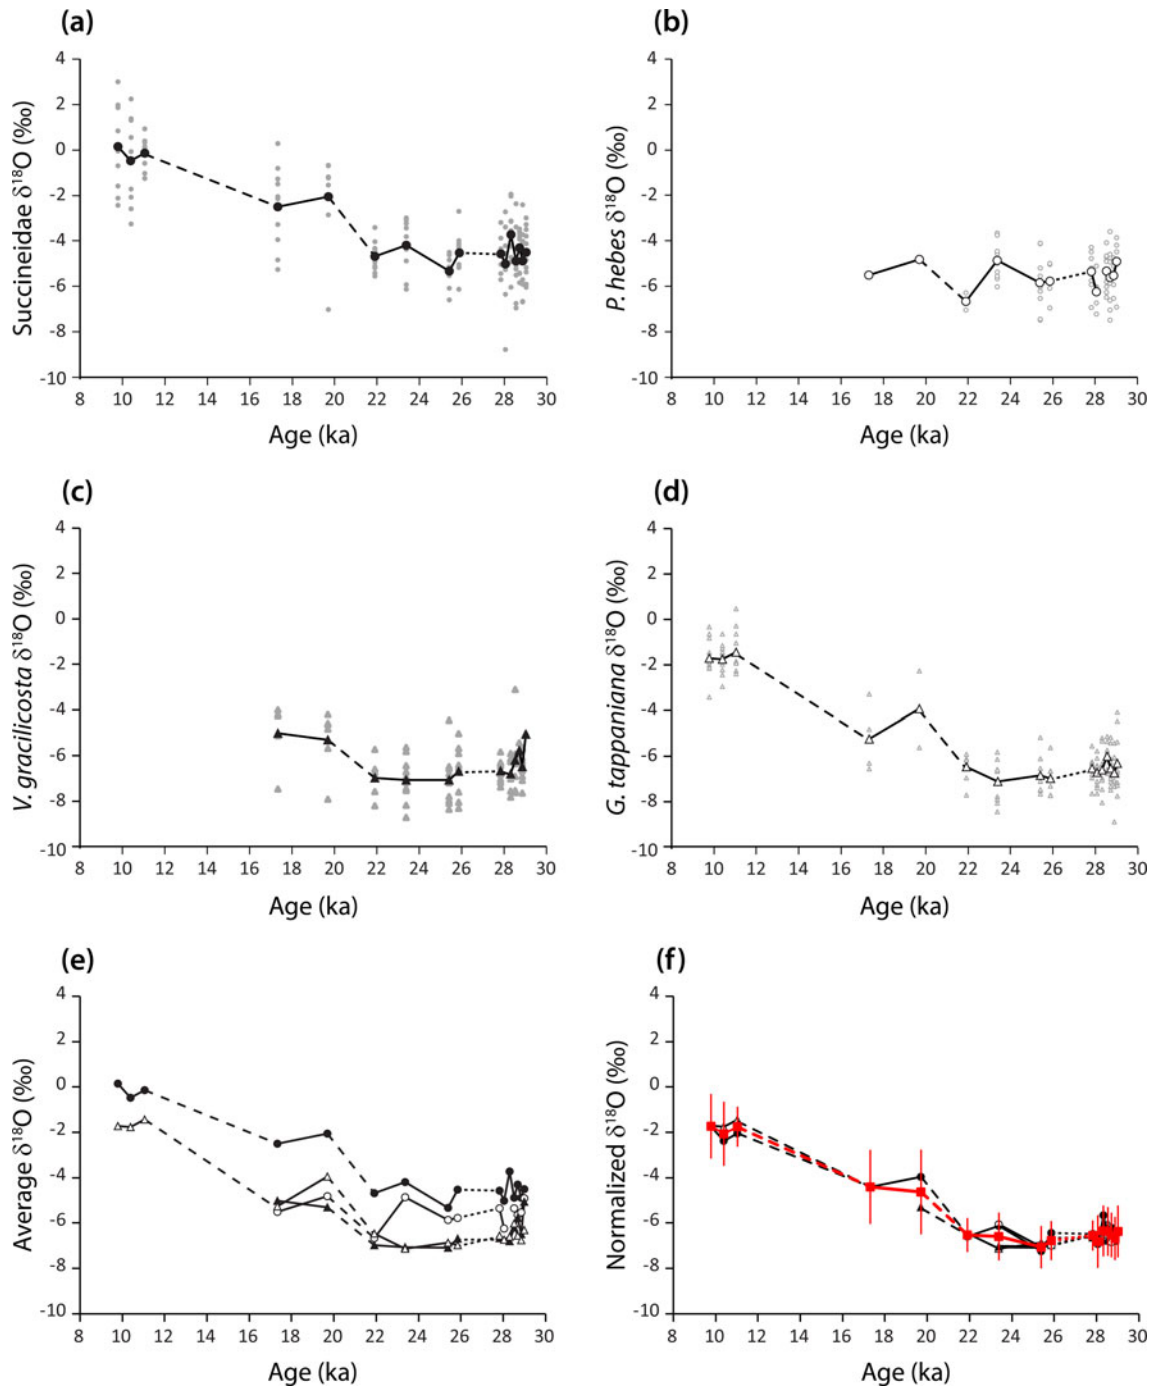 (a)
4
2
0
-2
-4
-6
-8
-10
Succineidae δ18O (‰)
8 10 12 14 16 18 20 22 24 26 28 30
Age (ka)
(b)
4
2
0
-2
-4
-6
-8
-10
P. hebes δ18O (‰)
8 10 12 14 16 18 20 22 24 26 28 30
Age (ka)
(c)
4
2
0
-2
-4
-6
-8
-10
V. gracilicosta δ18O (‰)
8 10 12 14 16 18 20 22 24 26 28 30
Age (ka)
(d)
4
2
0
-2
-4
-6
-8
-10
G. tappaniana δ18O (‰)
8 10 12 14 16 18 20 22 24 26 28 30
Age (ka)
(e)
4
2
0
-2
-4
-6
-8
-10
Average δ18O (‰)
8 10 12 14 16 18 20 22 24 26 28 30
Age (ka)
(f)
4
2
0
-2
-4
-6
-8
-10
Normalized δ18O (‰)
8 10 12 14 16 18 20 22 24 26 28 30
Age (ka)